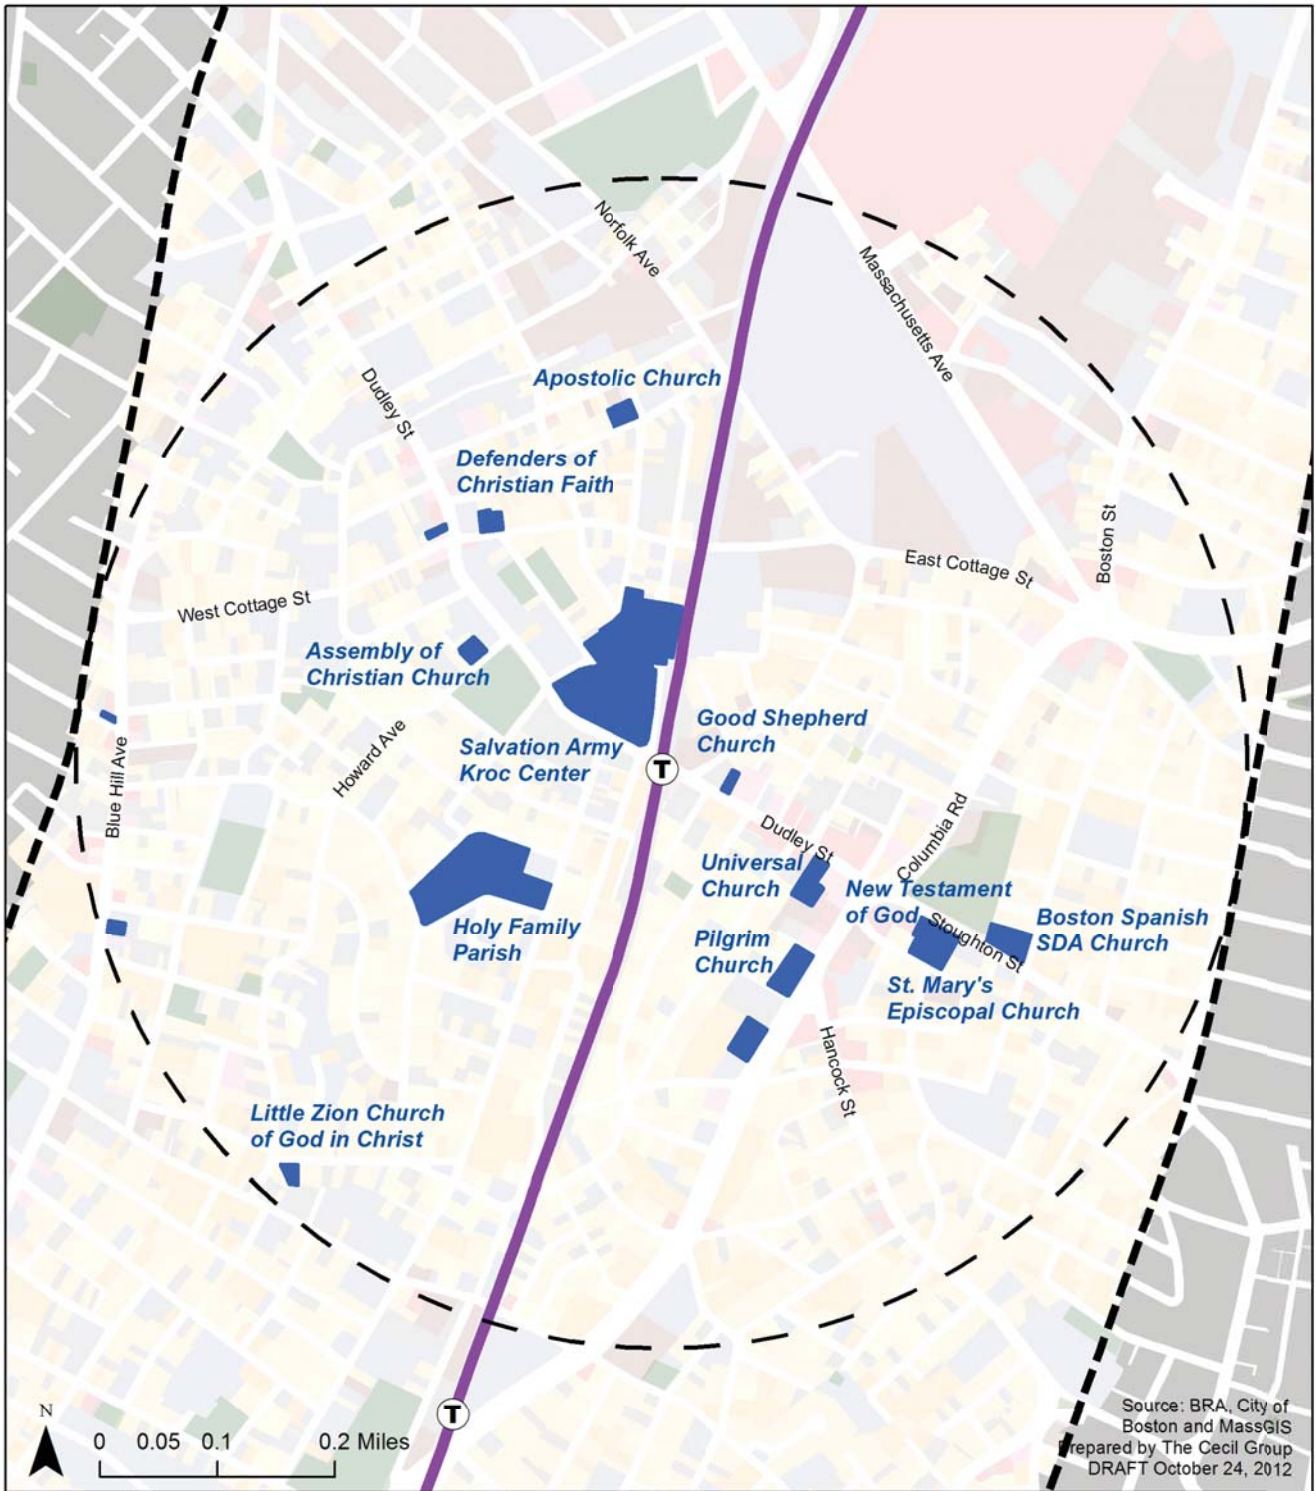 Norfolk Ave
Massachusetts Ave
Apostolic Church
Dudley St
Defenders of
Christian Faith
Boston St
East Cottage St
West Cottage St
Assembly of
Christian Church
Good Shepherd
Church
Howard Ave
Salvation Army
Kroc Center
T
Blue Hill Ave
Dudley St
Columbia Rd
Universal
Church
New Testament
of God
Stoughton St
Boston Spanish
SDA Church
Holy Family
Parish
Pilgrim
Church
St. Mary's
Episcopal Church
Hancock St
Little Zion Church
of God in Christ
T
N
0 0.05 0.1 0.2 Miles
Source: BRA, City of
Boston and MassGIS
Prepared by The Cecil Group
DRAFT October 24, 2012